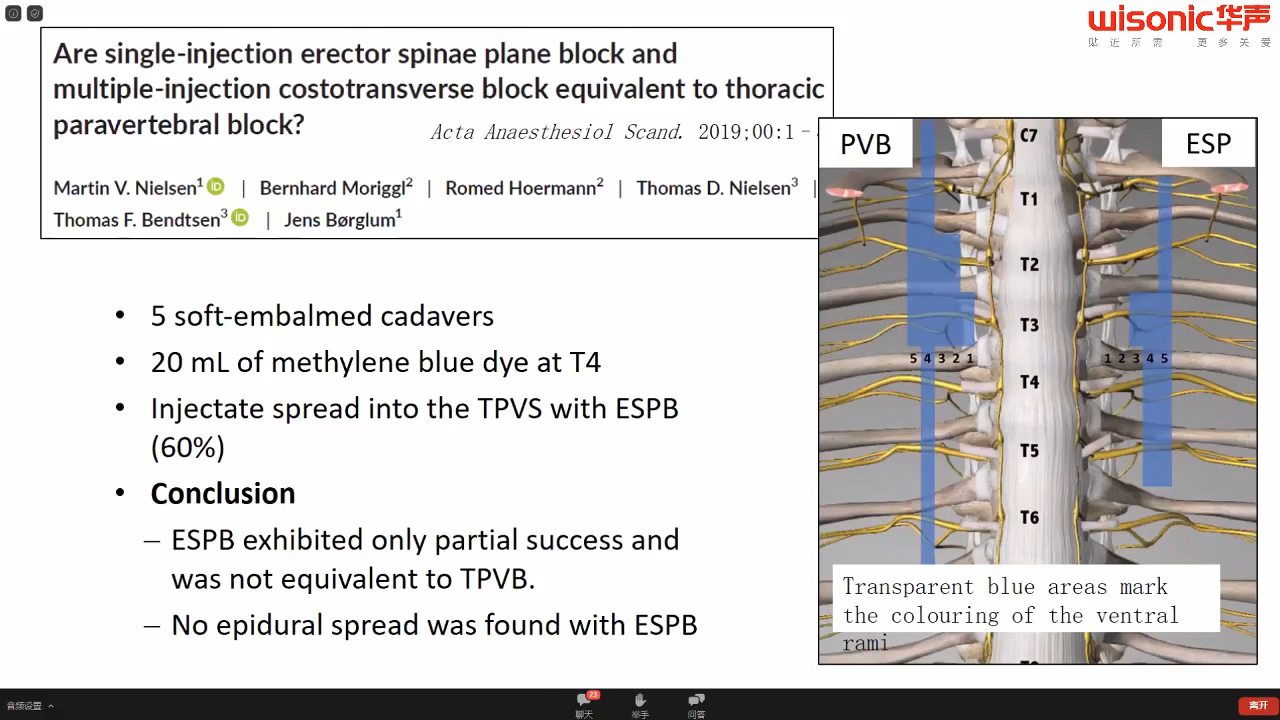 wisonic华声
贴近所需 更多关爱
Are single-injection erector spinae plane block and
multiple-injection costotransverse block equivalent to thoracic
paravertebral block?
Acta Anaesthesiol Scand. 2019;00:1–
Martin V. Nielsen1 iD | Bernhard Moriggl2 | Romed Hoermann2 | Thomas D. Nielsen3 |
Thomas F. Bendtsen3 iD | Jens Børglum1
• 5 soft-embalmed cadavers
• 20 mL of methylene blue dye at T4
• Injectate spread into the TPVS with ESPB
(60%)
• Conclusion
– ESPB exhibited only partial success and
was not equivalent to TPVB.
– No epidural spread was found with ESPB
PVB
ESP
C7
T1
T2
T3
5 4 3 2 1
1 2 3 4 5
T4
T5
T6
Transparent blue areas mark
the colouring of the ventral
rami
音频设置
23
聊天
举手
问答
离开